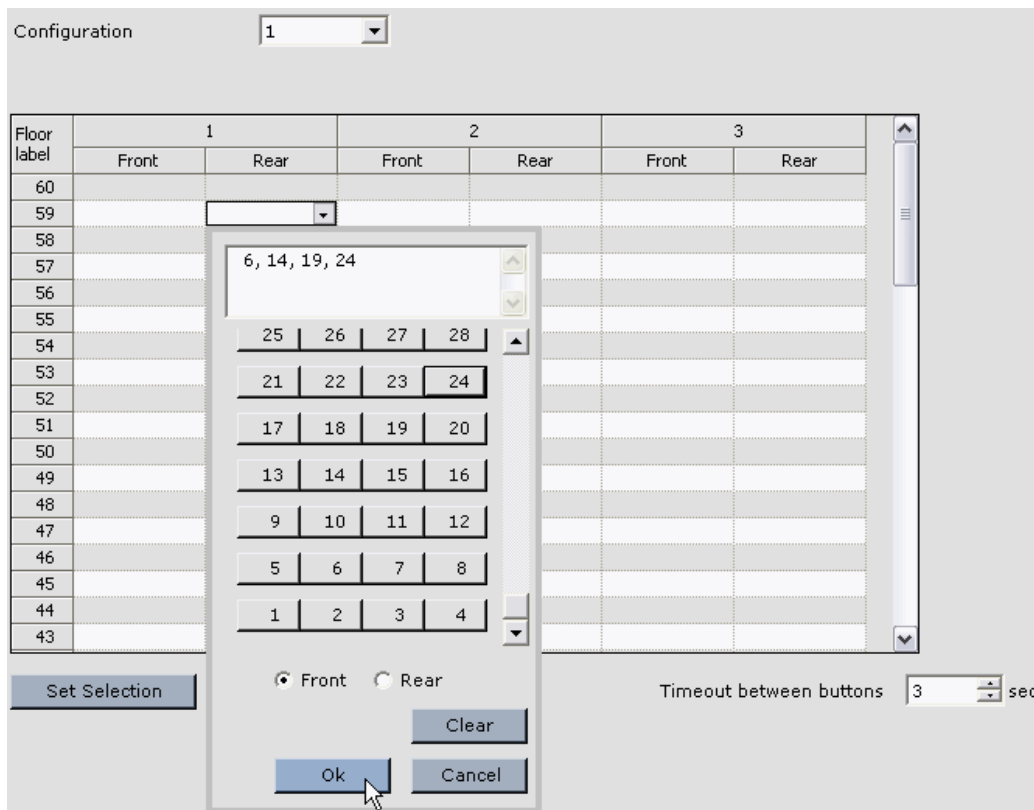 Configuration 1
Floor label 1 2 3
Front Rear Front Rear Front Rear
60
59
58
6, 14, 19, 24
57
56
55
25 26 27 28
54
53
21 22 23 24
52
51
17 18 19 20
50
49
13 14 15 16
48
47
9 10 11 12
46
45
5 6 7 8
44
1 2 3 4
43
Front Rear
Set Selection
Timeout between buttons 3 sec
Clear
Ok Cancel